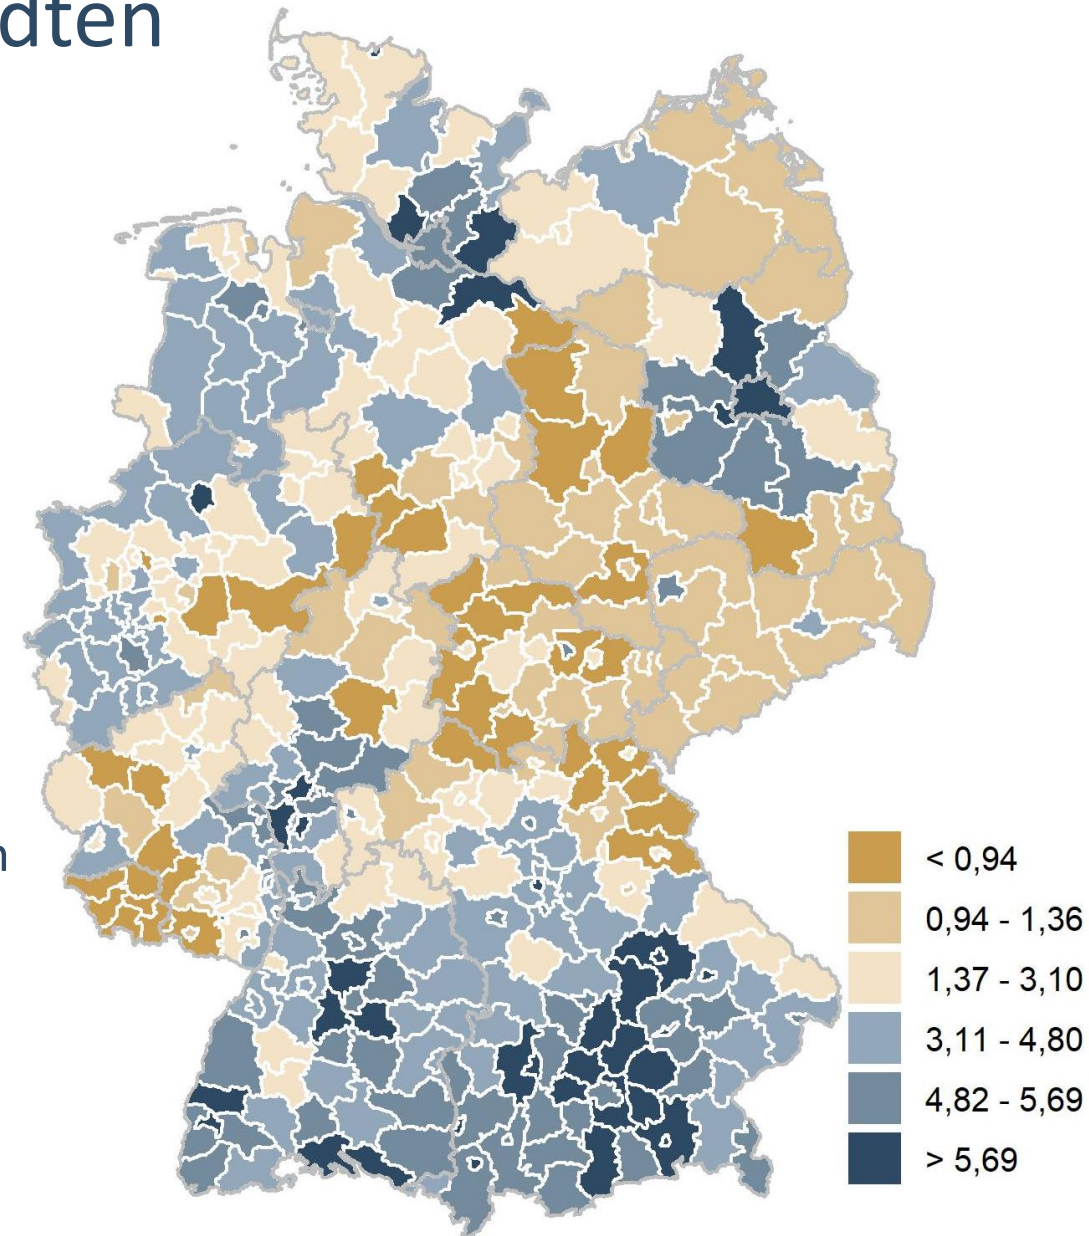 dten
n
< 0,94
0,94 - 1,36
1,37 - 3,10
3,11 - 4,80
4,82 - 5,69
> 5,69